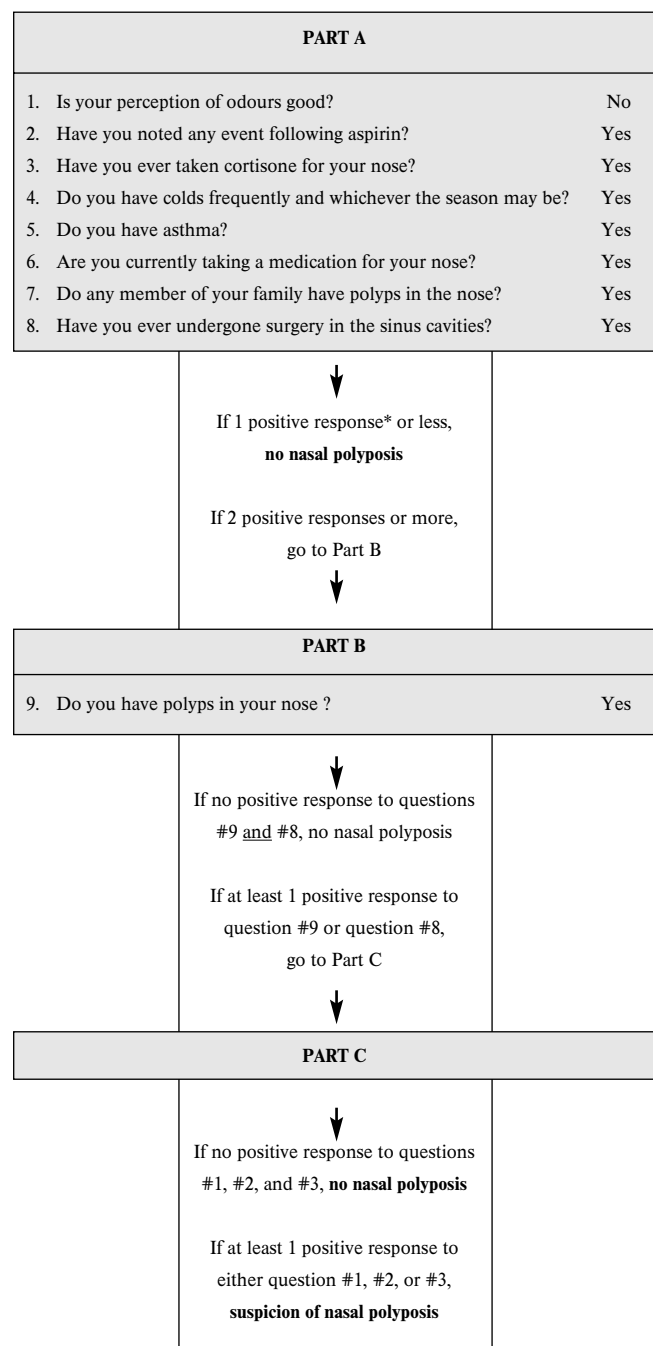 PART A
1. Is your perception of odours good? No
2. Have you noted any event following aspirin? Yes
3. Have you ever taken cortisone for your nose? Yes
4. Do you have colds frequently and whichever the season may be? Yes
5. Do you have asthma? Yes
6. Are you currently taking a medication for your nose? Yes
7. Do any member of your family have polyps in the nose? Yes
8. Have you ever undergone surgery in the sinus cavities? Yes
If 1 positive response* or less,
no nasal polyposis
If 2 positive responses or more,
go to Part B
PART B
9. Do you have polyps in your nose ? Yes
If no positive response to questions
#9 and #8, no nasal polyposis
If at least 1 positive response to
question #9 or question #8,
go to Part C
PART C
If no positive response to questions
#1, #2, and #3, no nasal polyposis
If at least 1 positive response to
either question #1, #2, or #3,
suspicion of nasal polyposis